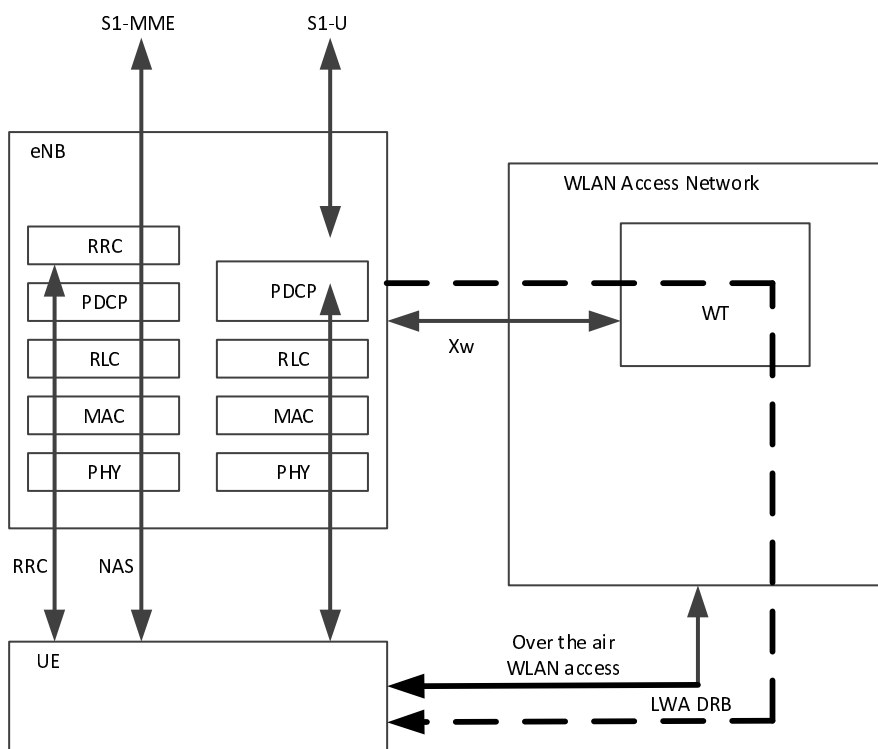 S1-MME
S1-U
eNB
WLAN Access Network
RRC
PDCP
PDCP
WT
Xw
RLC
RLC
MAC
MAC
PHY
PHY
RRC
NAS
UE
Over the air
WLAN access
LWA DRB